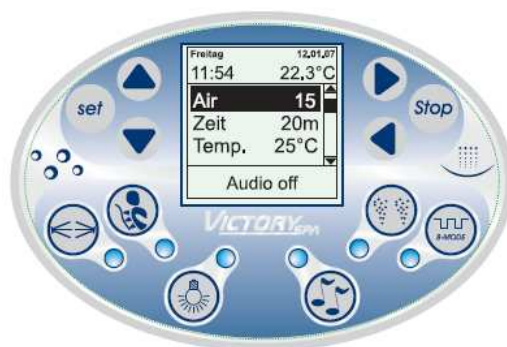 Freitag 12.01.07
11:54 22,3°C
set
Stop
Air 15
Zeit 20m
Temp. 25°C
Audio off
VICTORY SPA
B-MODE